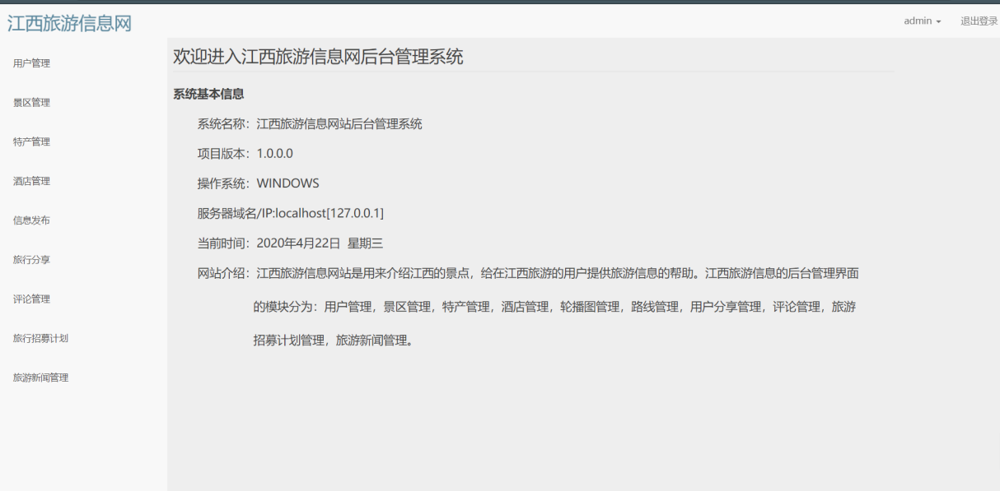 江西旅游信息网
admin
退出登录
用户管理
景区管理
特产管理
酒店管理
信息发布
旅行分享
评论管理
旅行招募计划
旅游新闻管理
欢迎进入江西旅游信息网后台管理系统
系统基本信息
系统名称：江西旅游信息网站后台管理系统
项目版本：1.0.0.0
操作系统：WINDOWS
服务器域名/IP:localhost[127.0.0.1]
当前时间：2020年4月22日 星期三
网站介绍：江西旅游信息网站是用来介绍江西的景点，给在江西旅游的用户提供旅游信息的帮助。江西旅游信息的后台管理界面
的模块分为：用户管理，景区管理，特产管理，酒店管理，轮播图管理，路线管理，用户分享管理，评论管理，旅游
招募计划管理，旅游新闻管理。